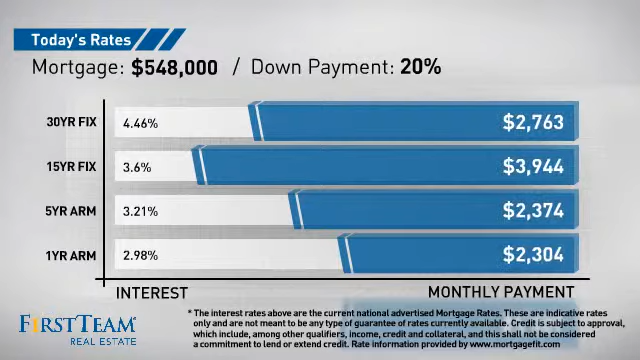 Today's Rates
Mortgage: $548,000 / Down Payment: 20%
30YR FIX 4.46% $2,763
15YR FIX 3.6% $3,944
5YR ARM 3.21% $2,374
1YR ARM 2.98% $2,304
INTEREST MONTHLY PAYMENT
* The interest rates above are the current national advertised Mortgage Rates. These are indicative rates
only and are not meant to be any type of guarantee of rates currently available. Credit is subject to approval,
which include, among other qualifiers, income, credit and collateral, and this shall not be considered
a commitment to lend or extend credit. Rate information provided by www.mortgagefit.com
FIRSTTEAM®
REAL ESTATE